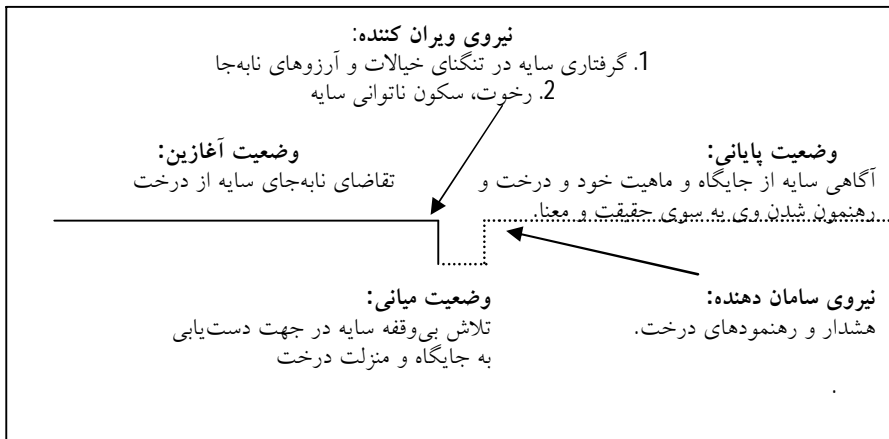 نیروی ویران کننده:
1. گرفتاری سایه در تنگنای خیالات و آرزوهای نابه‌جا
2. رخوت، سکون ناتوانی سایه
وضعیت آغازین:
تقاضای نابه‌جای سایه از درخت
وضعیت پایانی:
آگاهی سایه از جایگاه و ماهیت خود و درخت و
رهنمون شدن وی به سوی حقیقت و معنا.
نیروی سامان دهنده:
هشدار و رهنمودهای درخت.
وضعیت میانی:
تلاش بی‌وقفه سایه در جهت دست‌یابی
به جایگاه و منزلت درخت
.